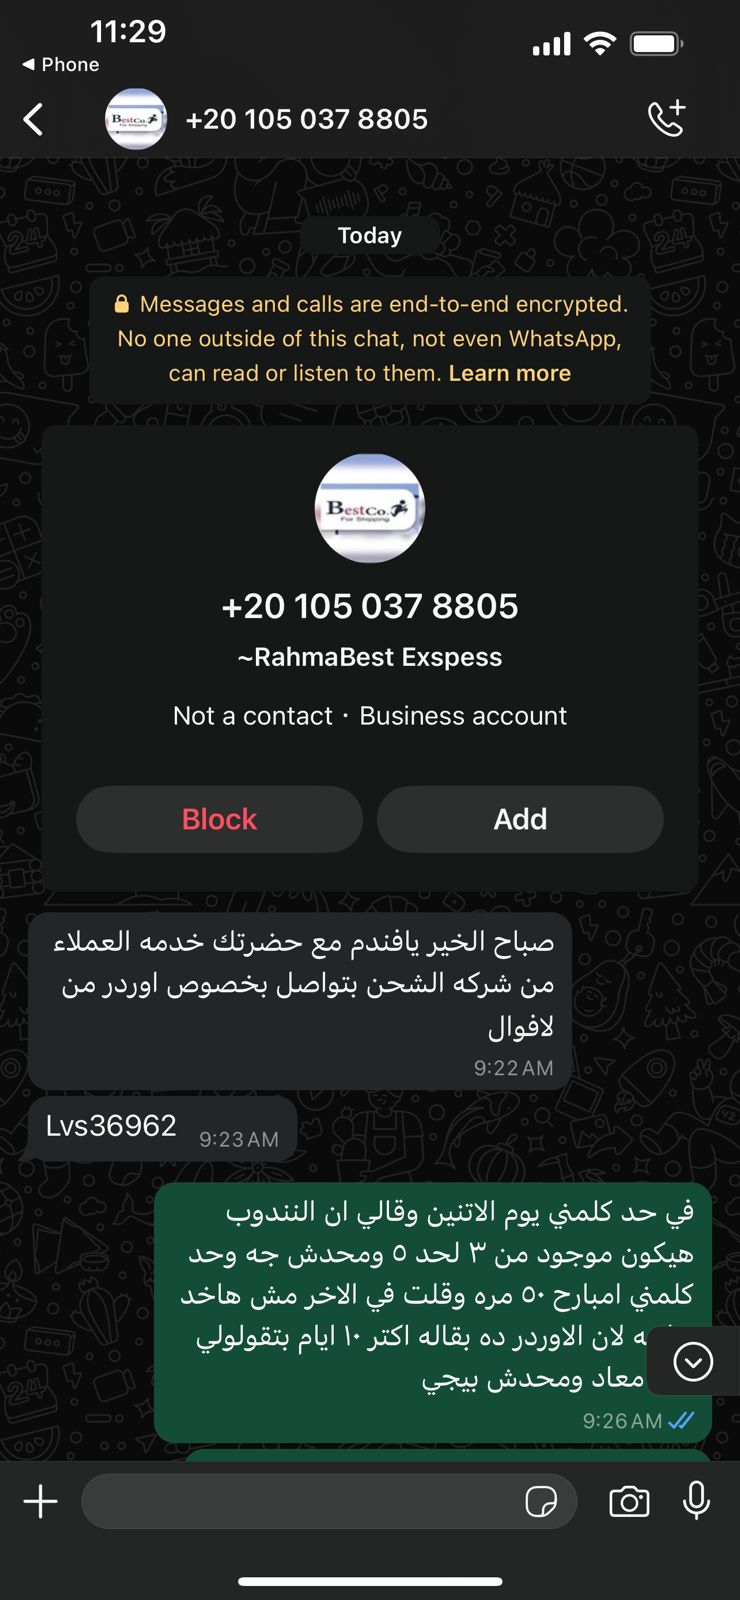 11:29
◀ Phone
BestCo.
+20 105 037 8805
Today
Messages and calls are end-to-end encrypted.
No one outside of this chat, not even WhatsApp,
can read or listen to them. Learn more
BestCo.
For Shipping
+20 105 037 8805
~RahmaBest Exspess
Not a contact · Business account
Block
Add
صباح الخير يافندم مع حضرتك خدمه العملاء
من شركه الشحن بتواصل بخصوص اوردر من
لافوال
9:22 AM
Lvs36962
9:23 AM
في حد كلمني يوم الاتنين وقالي ان النندوب
هيكون موجود من ٣ لحد ٥ ومحدش جه وحد
كلمني امبارح ٥٠ مره وقلت في الاخر مش هاخد
لان الاوردر ده بقاله اكتر ١٠ ايام بتقولولي
معاد ومحدش بيجي
9:26 AM